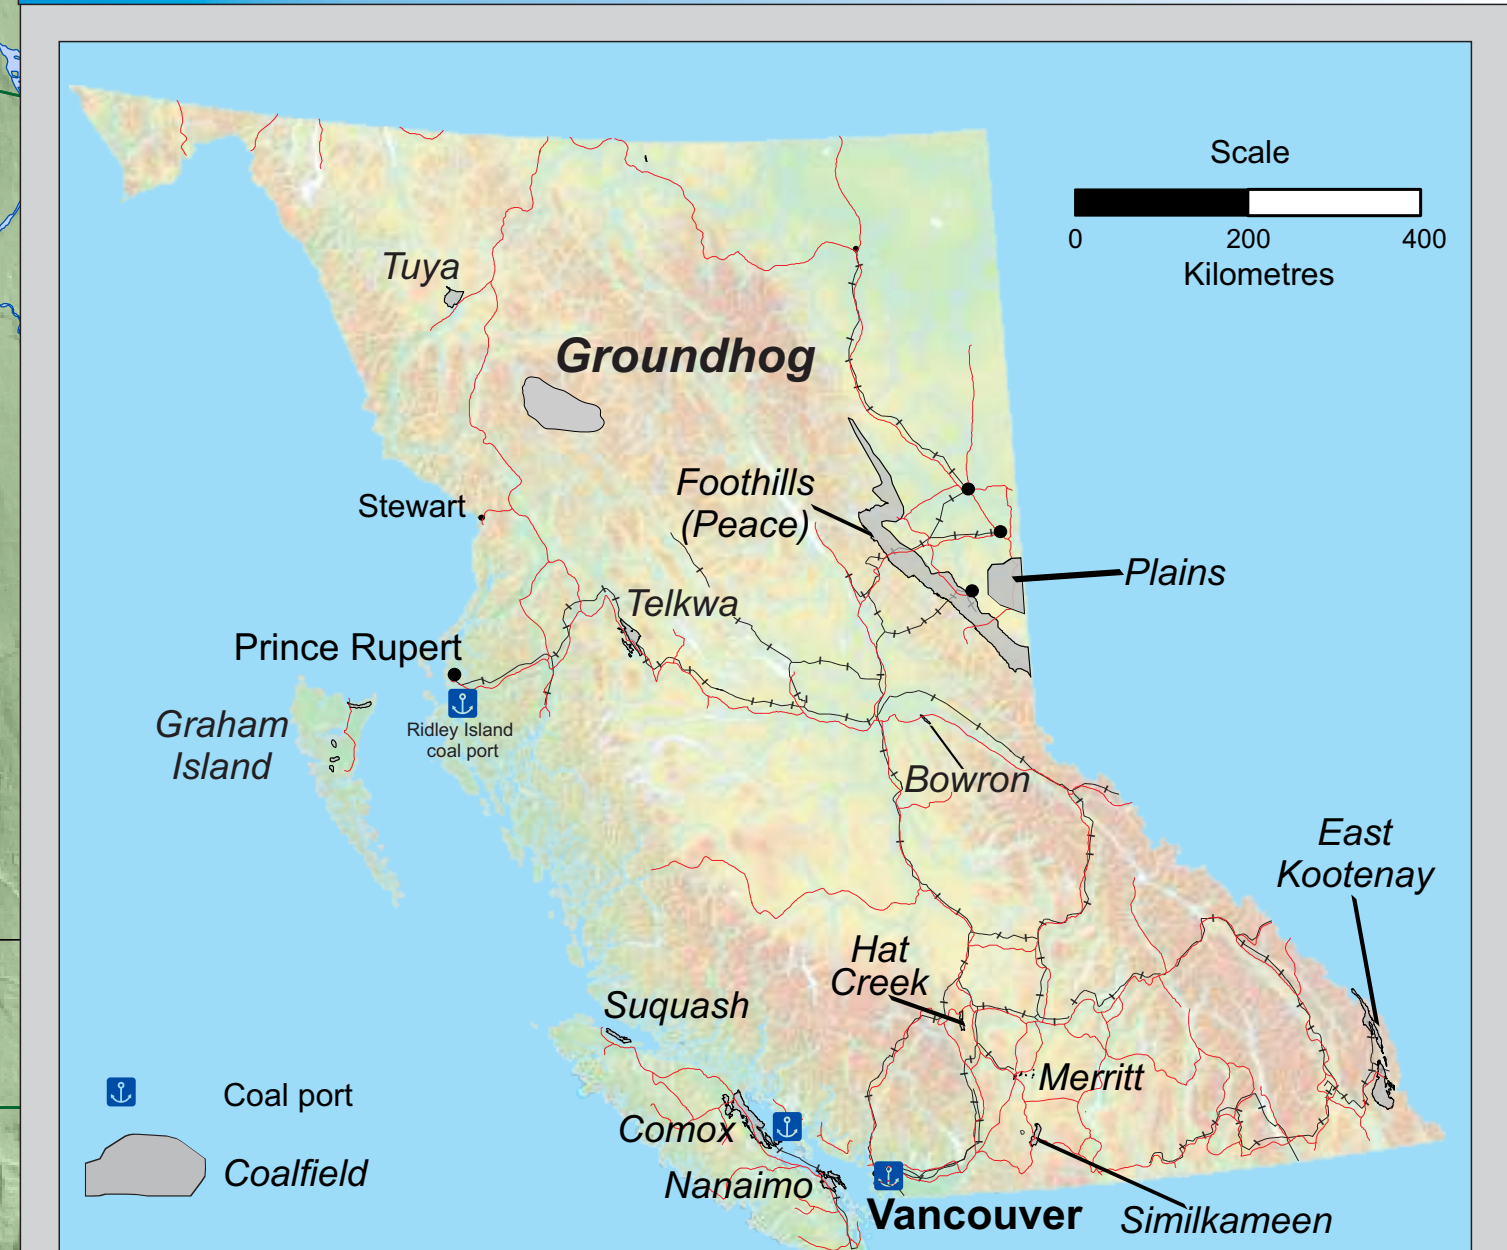 Scale
0 200 400
Kilometres
Tuya
Groundhog
Foothills
(Peace)
Stewart
Plains
Telkwa
Prince Rupert
Graham
Island
Ridley Island
coal port
Bowron
East
Kootenay
Hat
Creek
Suquash
Merritt
Coal port
Comox
Coalfield
Nanaimo
Vancouver
Similkameen